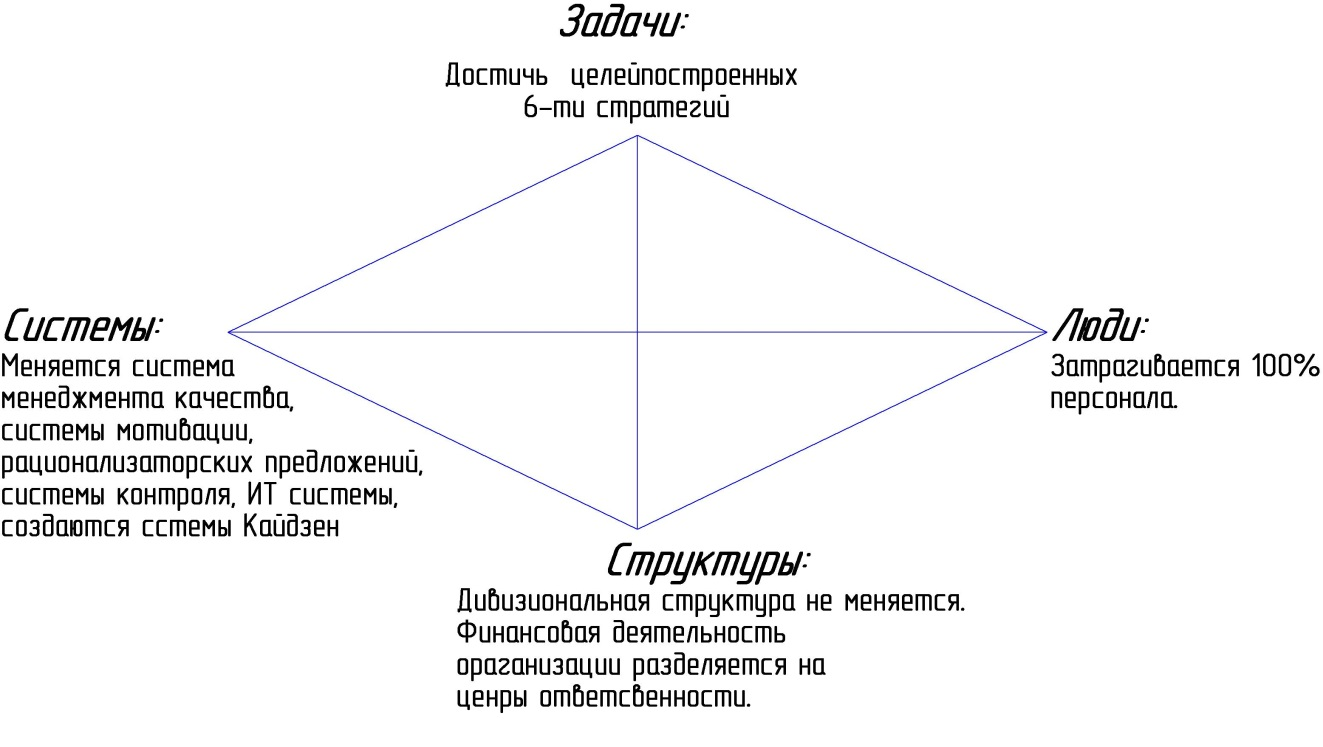 Задачи:
Достичь целейпостроенных
6-ти стратегий
Системы:
Меняется система
менеджмента качества,
системы мотивации,
рационализаторских предложений,
системы контроля, ИТ системы,
создаются сстемы Кайдзен
Люди:
Затрагивается 100%
персонала.
Структуры:
Дивизиональная структура не меняется.
Финансовая деятельность
ораганизации разделяется на
ценры ответсвенности.